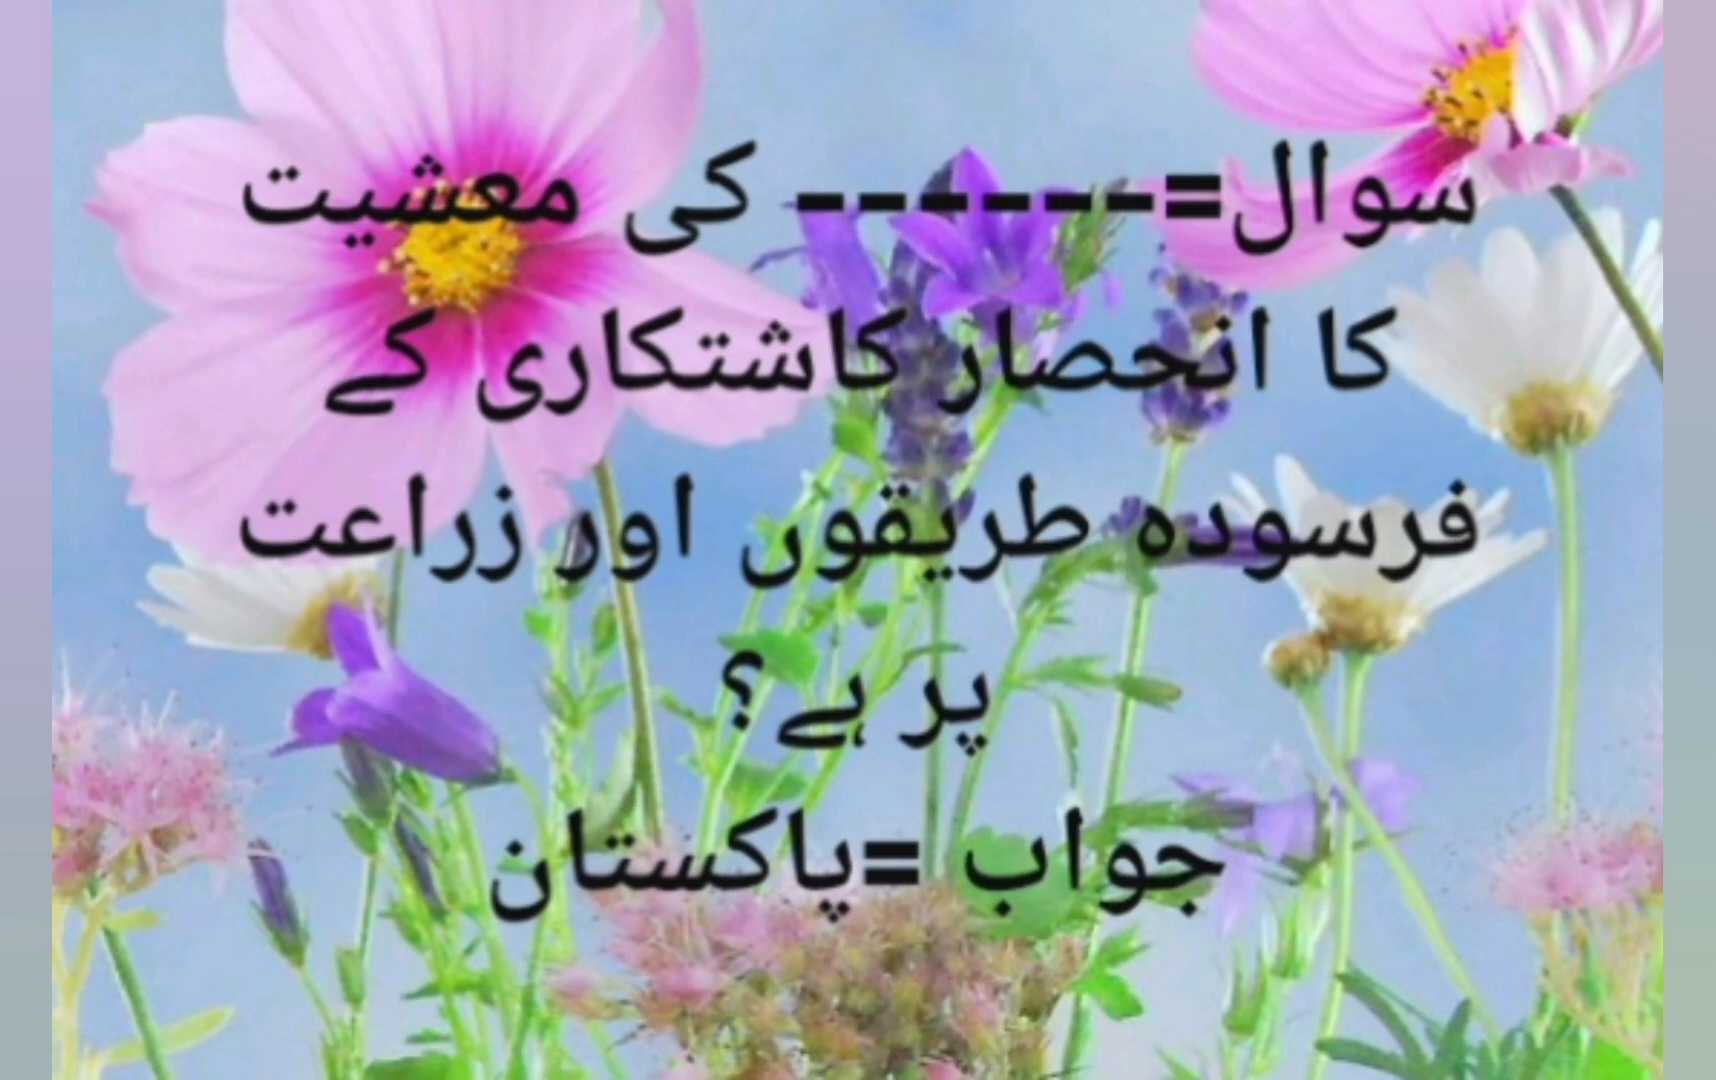 سوال=------ کی معشیت
کا انحصار کاشتکاری کے
فرسودہ طریقوں اور زراعت
پر ہے؟
جواب =پاکستان